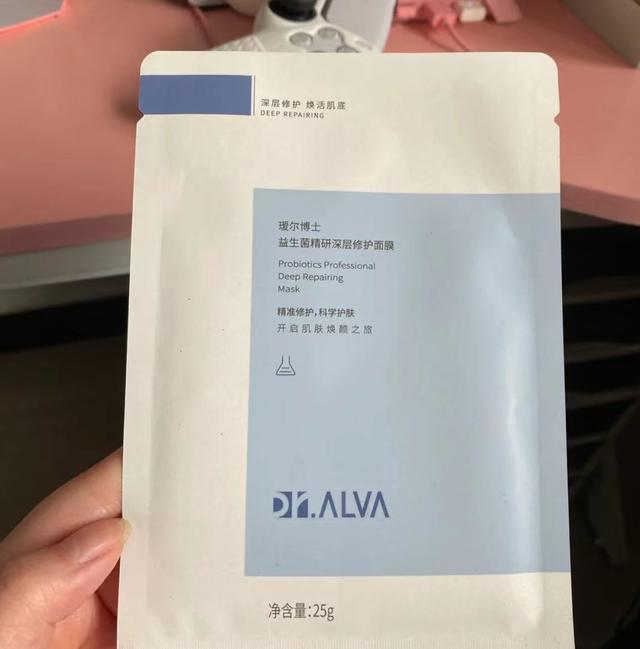 深层修护 焕活肌底
DEEP REPAIRING
瑷尔博士
益生菌精研深层修护面膜
Probiotics Professional
Deep Repairing
Mask
精准修护,科学护肤
开启肌肤焕颜之旅
DR.ALVA
净含量:25g